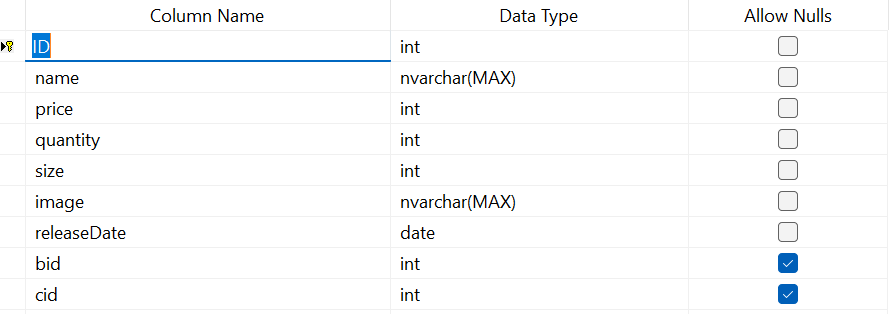 Column Name Data Type Allow Nulls
ID int
name nvarchar(MAX)
price int
quantity int
size int
image nvarchar(MAX)
releaseDate date
bid int
cid int